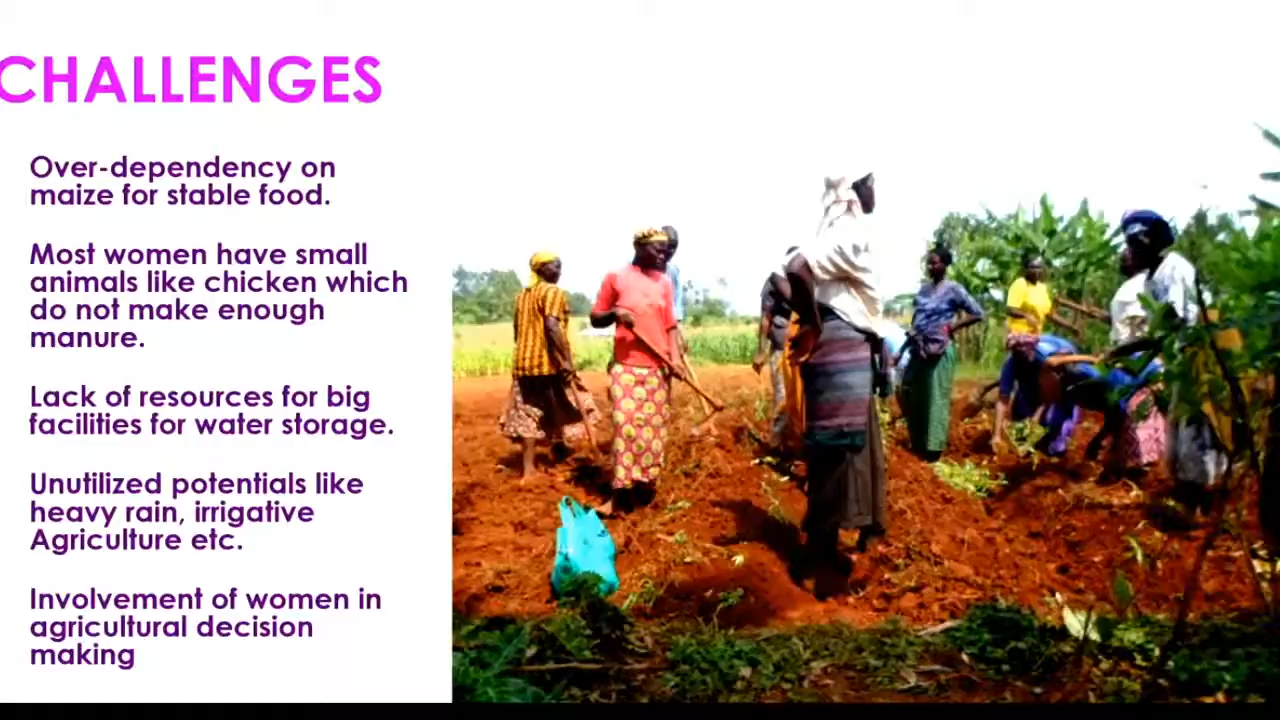 CHALLENGES
Over-dependency on
maize for stable food.
Most women have small
animals like chicken which
do not make enough
manure.
Lack of resources for big
facilities for water storage.
Unutilized potentials like
heavy rain, irrigative
Agriculture etc.
Involvement of women in
agricultural decision
making